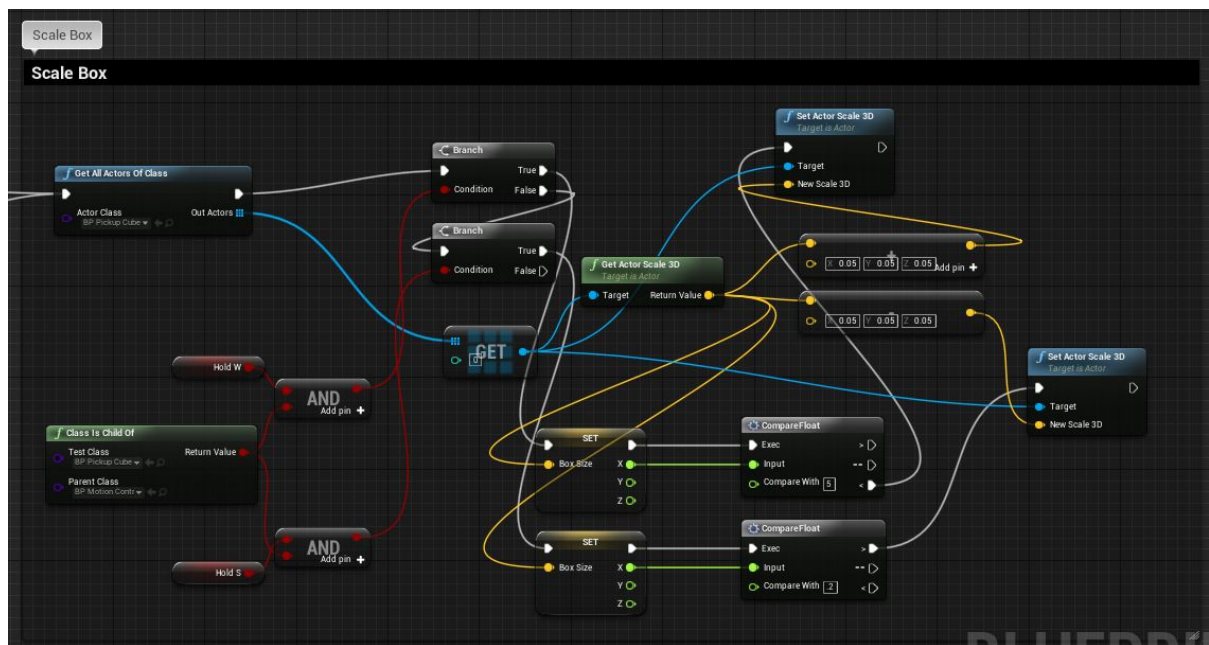 Scale Box
Scale Box
Set Actor Scale 3D
Target is Actor
Target
New Scale 3D
Branch
True
Condition
False
Get All Actors Of Class
Actor Class
Out Actors
BP Pickup Cube
Branch
True
Condition
False
Get Actor Scale 3D
Target is Actor
Target
Return Value
+
X 0.05 Y 0.05 Z 0.05
Add pin +
-
X 0.05 Y 0.05 Z 0.05
GET
0
Set Actor Scale 3D
Target is Actor
Target
New Scale 3D
Hold W
AND
Add pin +
Class Is Child Of
Test Class
Return Value
BP Pickup Cube
Parent Class
BP Motion Contr
SET
Box Size
X
Y
Z
CompareFloat
Exec
>
Input
==
Compare With 5
<
AND
Add pin +
Hold S
SET
Box Size
X
Y
Z
CompareFloat
Exec
>
Input
==
Compare With .2
<